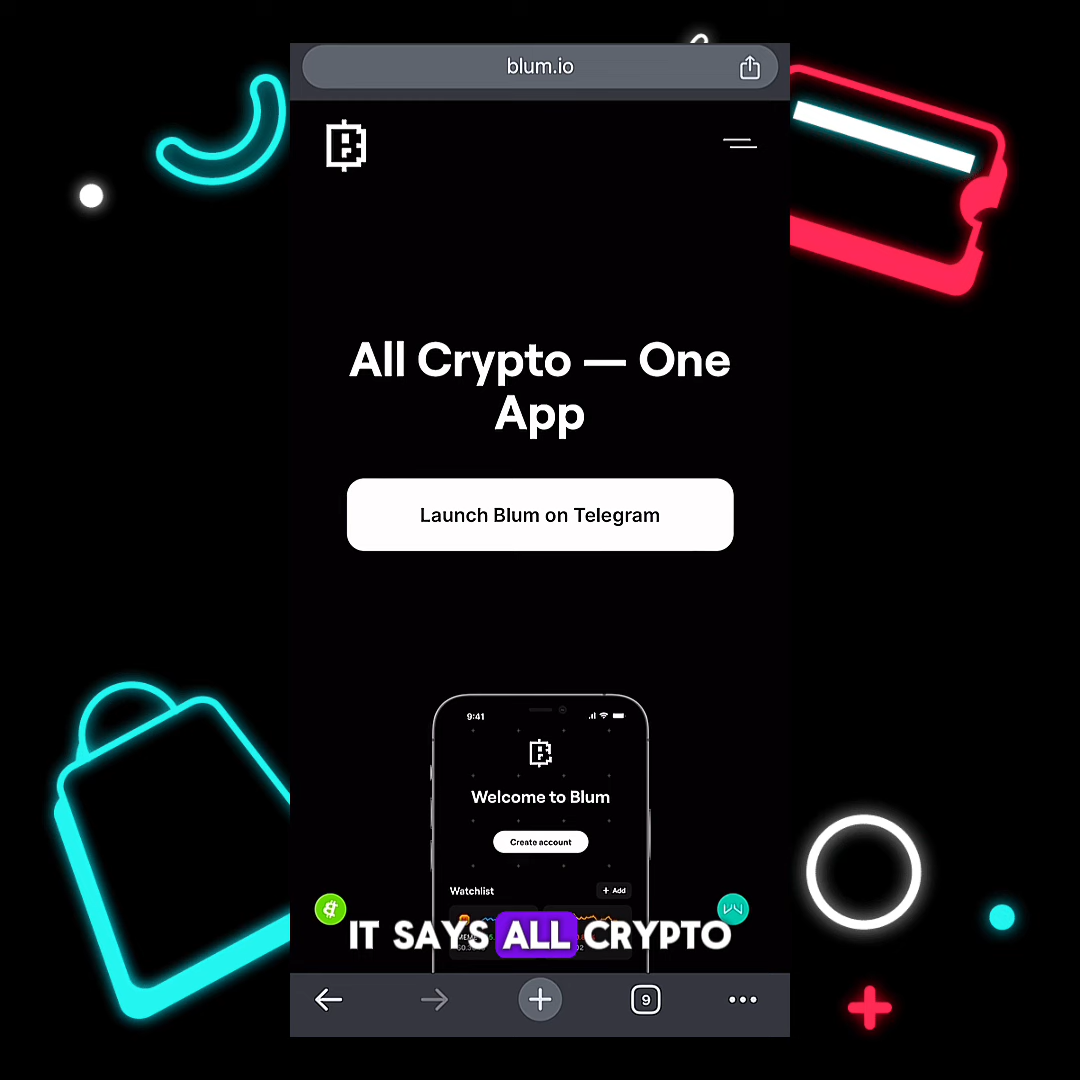 blum.io
All Crypto — One
App
Launch Blum on Telegram
9:41
Welcome to Blum
Create account
Watchlist
+ Add
IT SAYS ALL CRYPTO
9